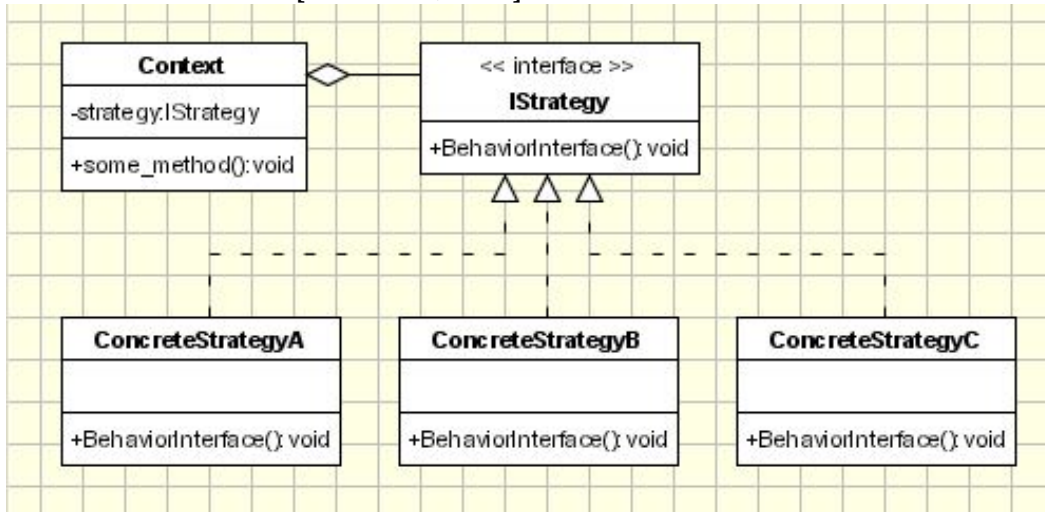 Context
-strategy:IStrategy
+some_method():void
<< interface >>
IStrategy
+BehaviorInterface(): void
ConcreteStrategyA
+BehaviorInterface(): void
ConcreteStrategyB
+BehaviorInterface(): void
ConcreteStrategyC
+BehaviorInterface(): void